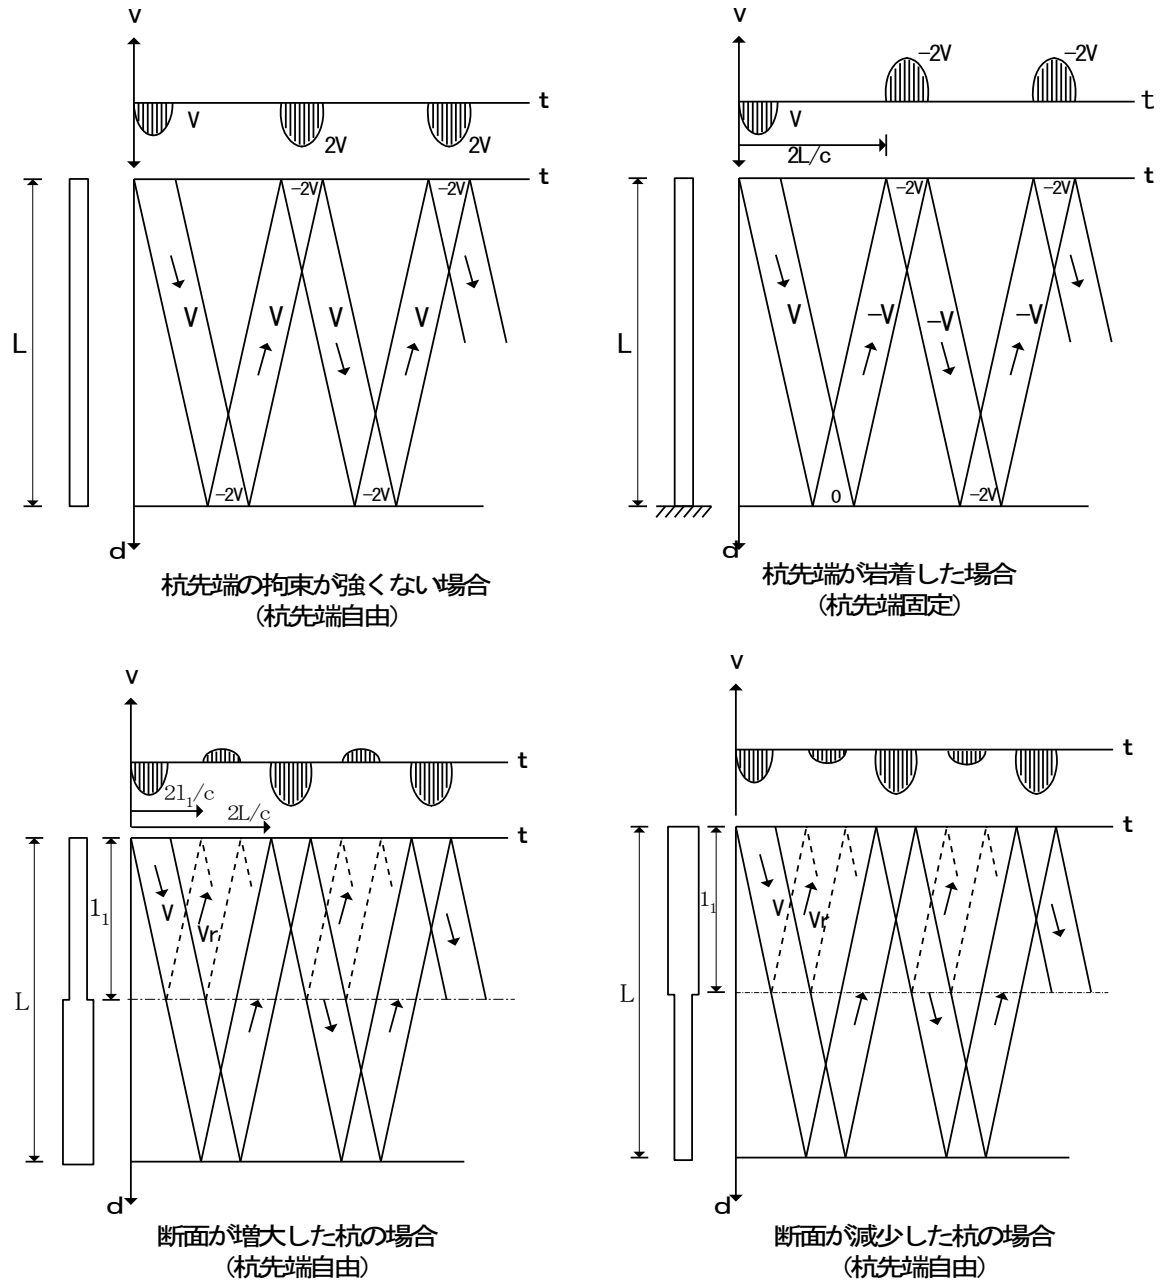 v
t
V
2V
2V
t
-2V
-2V
V
V
V
V
L
-2V
-2V
d
杭先端の拘束が強くない場合
(杭先端自由)
v
-2V
-2V
t
V
2L/c
t
-2V
-2V
V
-V
-V
-V
L
0
-2V
d
杭先端が岩着した場合
(杭先端固定)
v
t
2l₁/c
2L/c
t
l₁
V
Vr
L
d
断面が増大した杭の場合
(杭先端自由)
v
t
t
l₁
V
Vr
L
d
断面が減少した杭の場合
(杭先端自由)